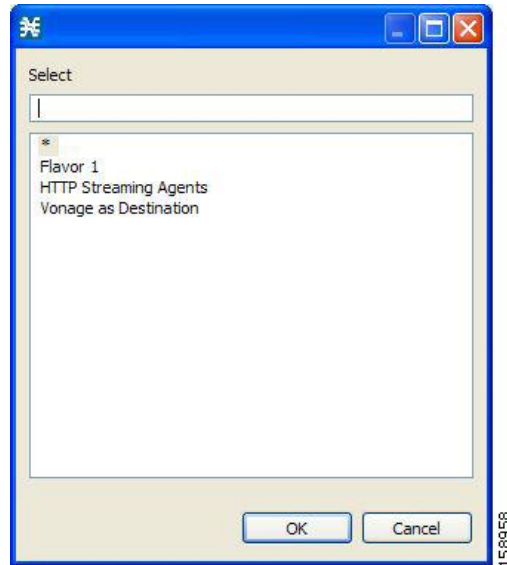 Select
*
Flavor 1
HTTP Streaming Agents
Vonage as Destination
OK
Cancel
158958